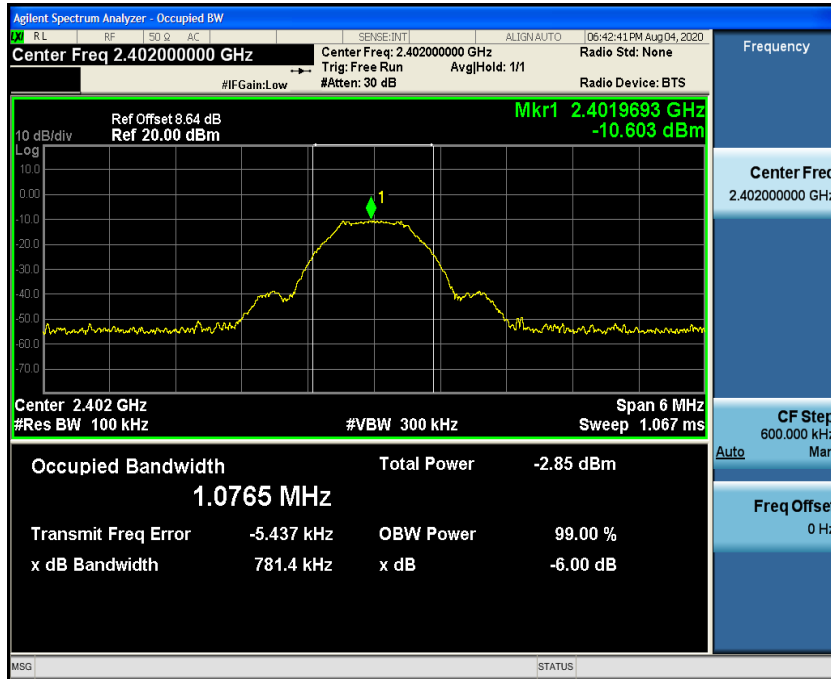 Agilent Spectrum Analyzer - Occupied BW
LXI RL RF 50 Ω AC SENSE:INT ALIGN AUTO 06:42:41 PM Aug 04, 2020
Center Freq 2.402000000 GHz Center Freq: 2.402000000 GHz Radio Std: None
Trig: Free Run Avg|Hold: 1/1
#IFGain:Low #Atten: 30 dB Radio Device: BTS
Ref Offset 8.64 dB
10 dB/div Ref 20.00 dBm
Mkr1 2.4019693 GHz
-10.603 dBm
Log
10.0
0.00
-10.0
-20.0
-30.0
-40.0
-50.0
-60.0
-70.0
1
Center 2.402 GHz Span 6 MHz
#Res BW 100 kHz #VBW 300 kHz Sweep 1.067 ms
Occupied Bandwidth Total Power -2.85 dBm
1.0765 MHz
Transmit Freq Error -5.437 kHz OBW Power 99.00 %
x dB Bandwidth 781.4 kHz x dB -6.00 dB
MSG STATUS
Frequency
Center Freq
2.402000000 GHz
CF Step
600.000 kHz
Auto Man
Freq Offset
0 Hz